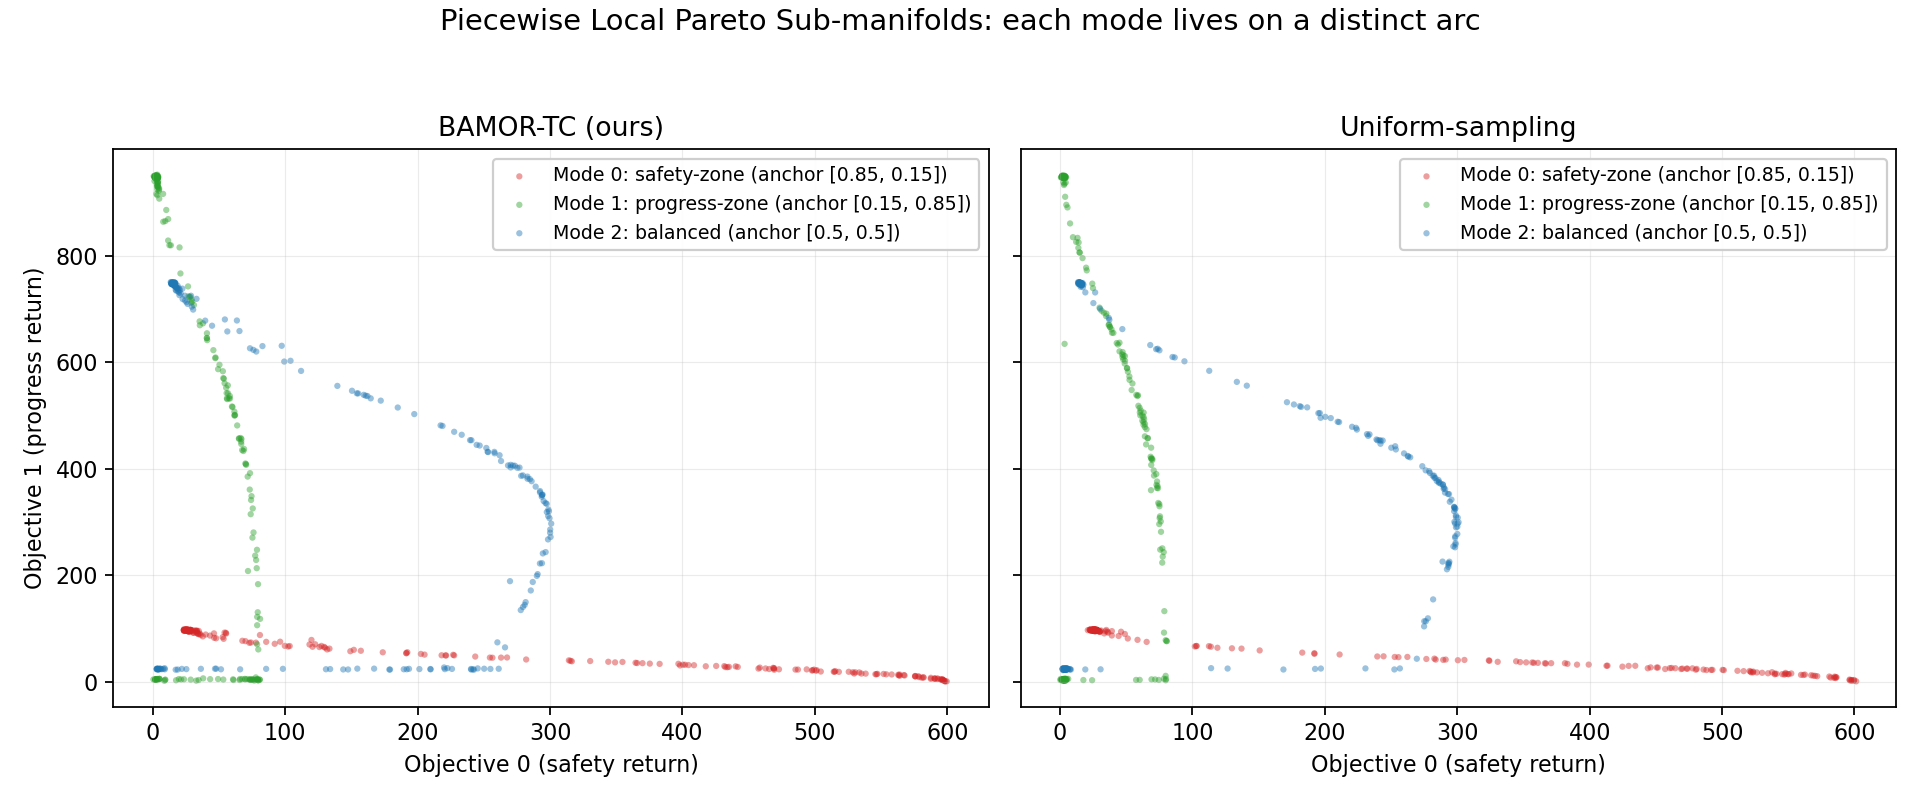 Piecewise Local Pareto Sub-manifolds: each mode lives on a distinct arc
BAMOR-TC (ours)
Mode 0: safety-zone (anchor [0.85, 0.15])
Mode 1: progress-zone (anchor [0.15, 0.85])
Mode 2: balanced (anchor [0.5, 0.5])
Objective 1 (progress return)
800
600
400
200
0
0 100 200 300 400 500 600
Objective 0 (safety return)
Uniform-sampling
Mode 0: safety-zone (anchor [0.85, 0.15])
Mode 1: progress-zone (anchor [0.15, 0.85])
Mode 2: balanced (anchor [0.5, 0.5])
0 100 200 300 400 500 600
Objective 0 (safety return)